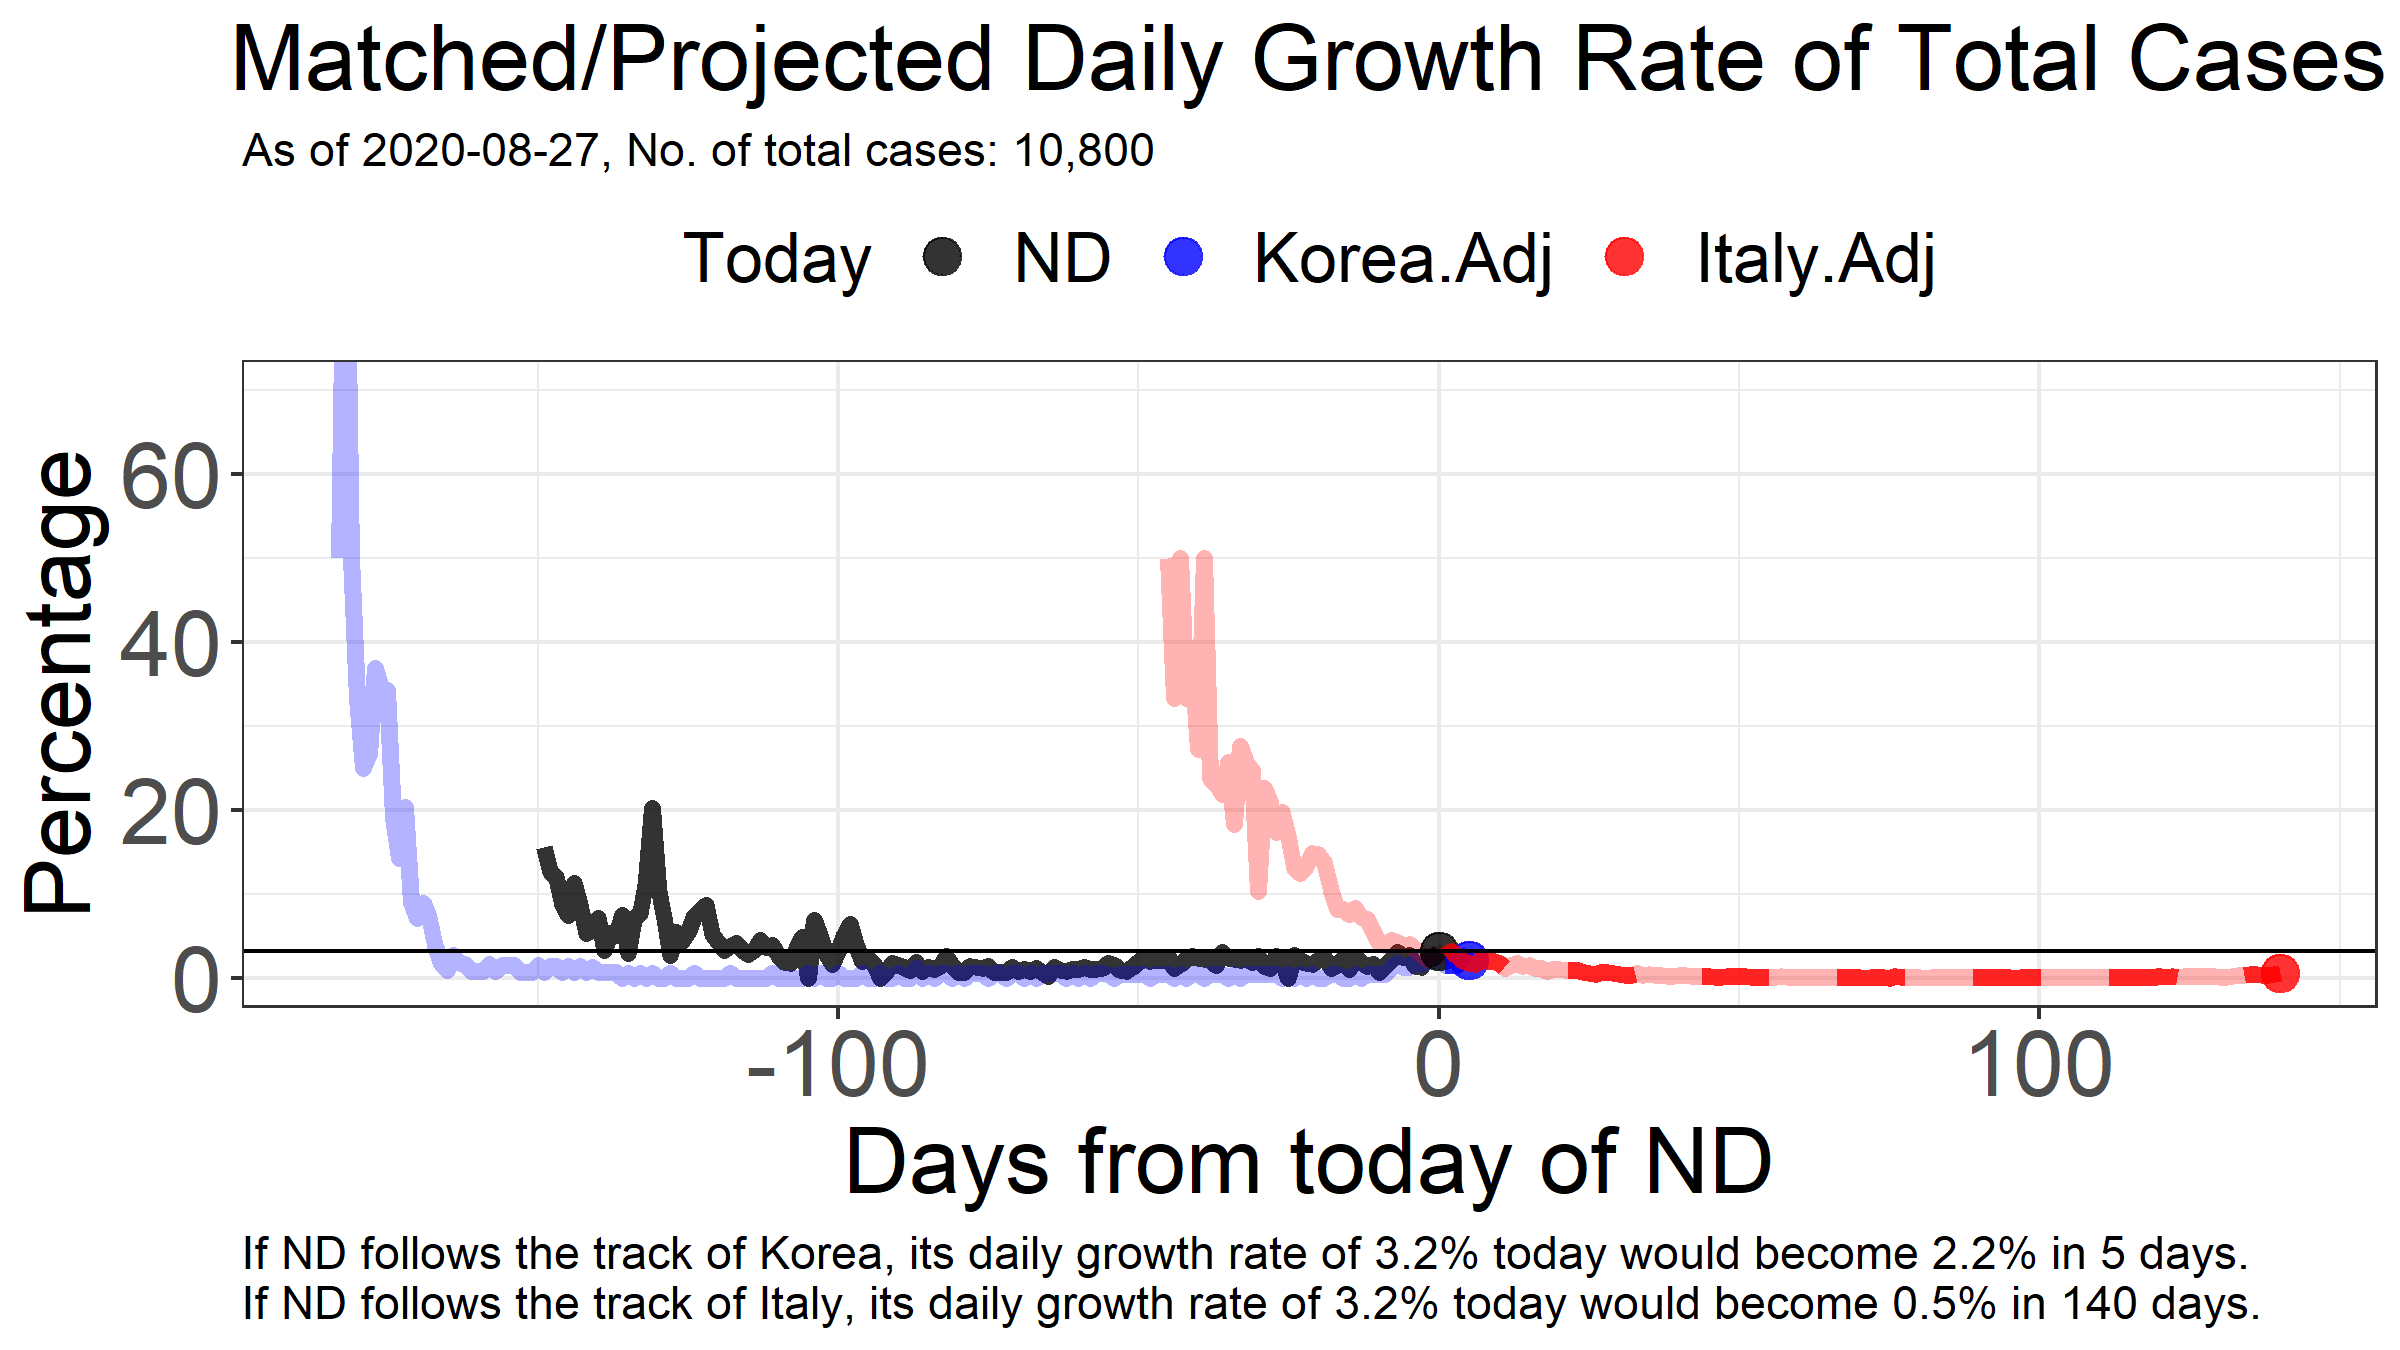 Matched/Projected Daily Growth Rate of Total Cases
As of 2020-08-27, No. of total cases: 10,800
Today ND Korea.Adj Italy.Adj
Percentage
60
40
20
0
-100 0 100
Days from today of ND
If ND follows the track of Korea, its daily growth rate of 3.2% today would become 2.2% in 5 days.
If ND follows the track of Italy, its daily growth rate of 3.2% today would become 0.5% in 140 days.